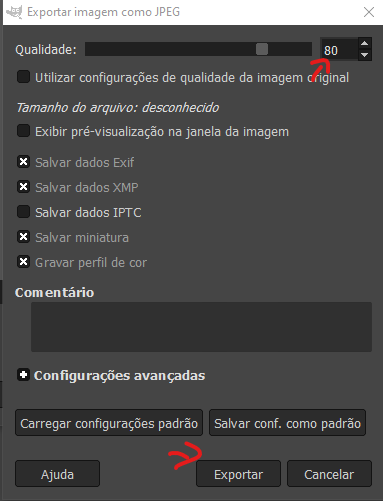 Exportar imagem como JPEG
Qualidade: 80
Utilizar configurações de qualidade da imagem original
Tamanho do arquivo: desconhecido
Exibir pré-visualização na janela da imagem
Salvar dados Exif
Salvar dados XMP
Salvar dados IPTC
Salvar miniatura
Gravar perfil de cor
Comentário
Configurações avançadas
Carregar configurações padrão Salvar conf. como padrão
Ajuda Exportar Cancelar